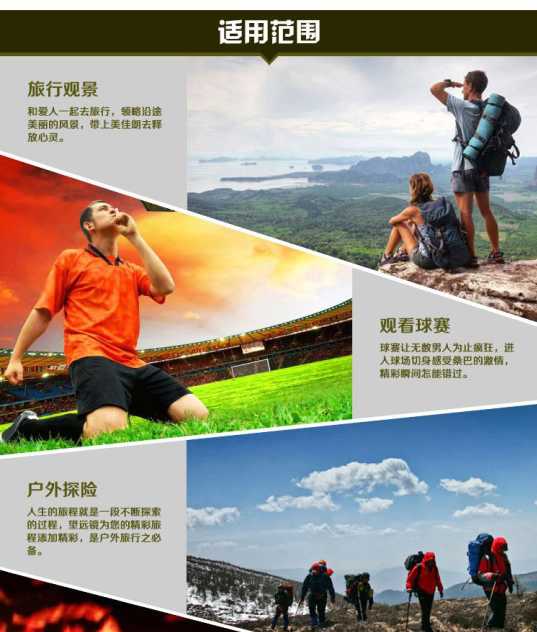 适用范围
旅行观景
和爱人一起去旅行，领略沿途
美丽的风景，带上美佳朗去释
放心灵。
观看球赛
球赛让无数男人为止疯狂，进
入球场切身感受桑巴的激情，
精彩瞬间怎能错过。
户外探险
人生的旅程就是一段不断探索
的过程，望远镜为您的精彩旅
程添加精彩，是户外旅行之必
备。